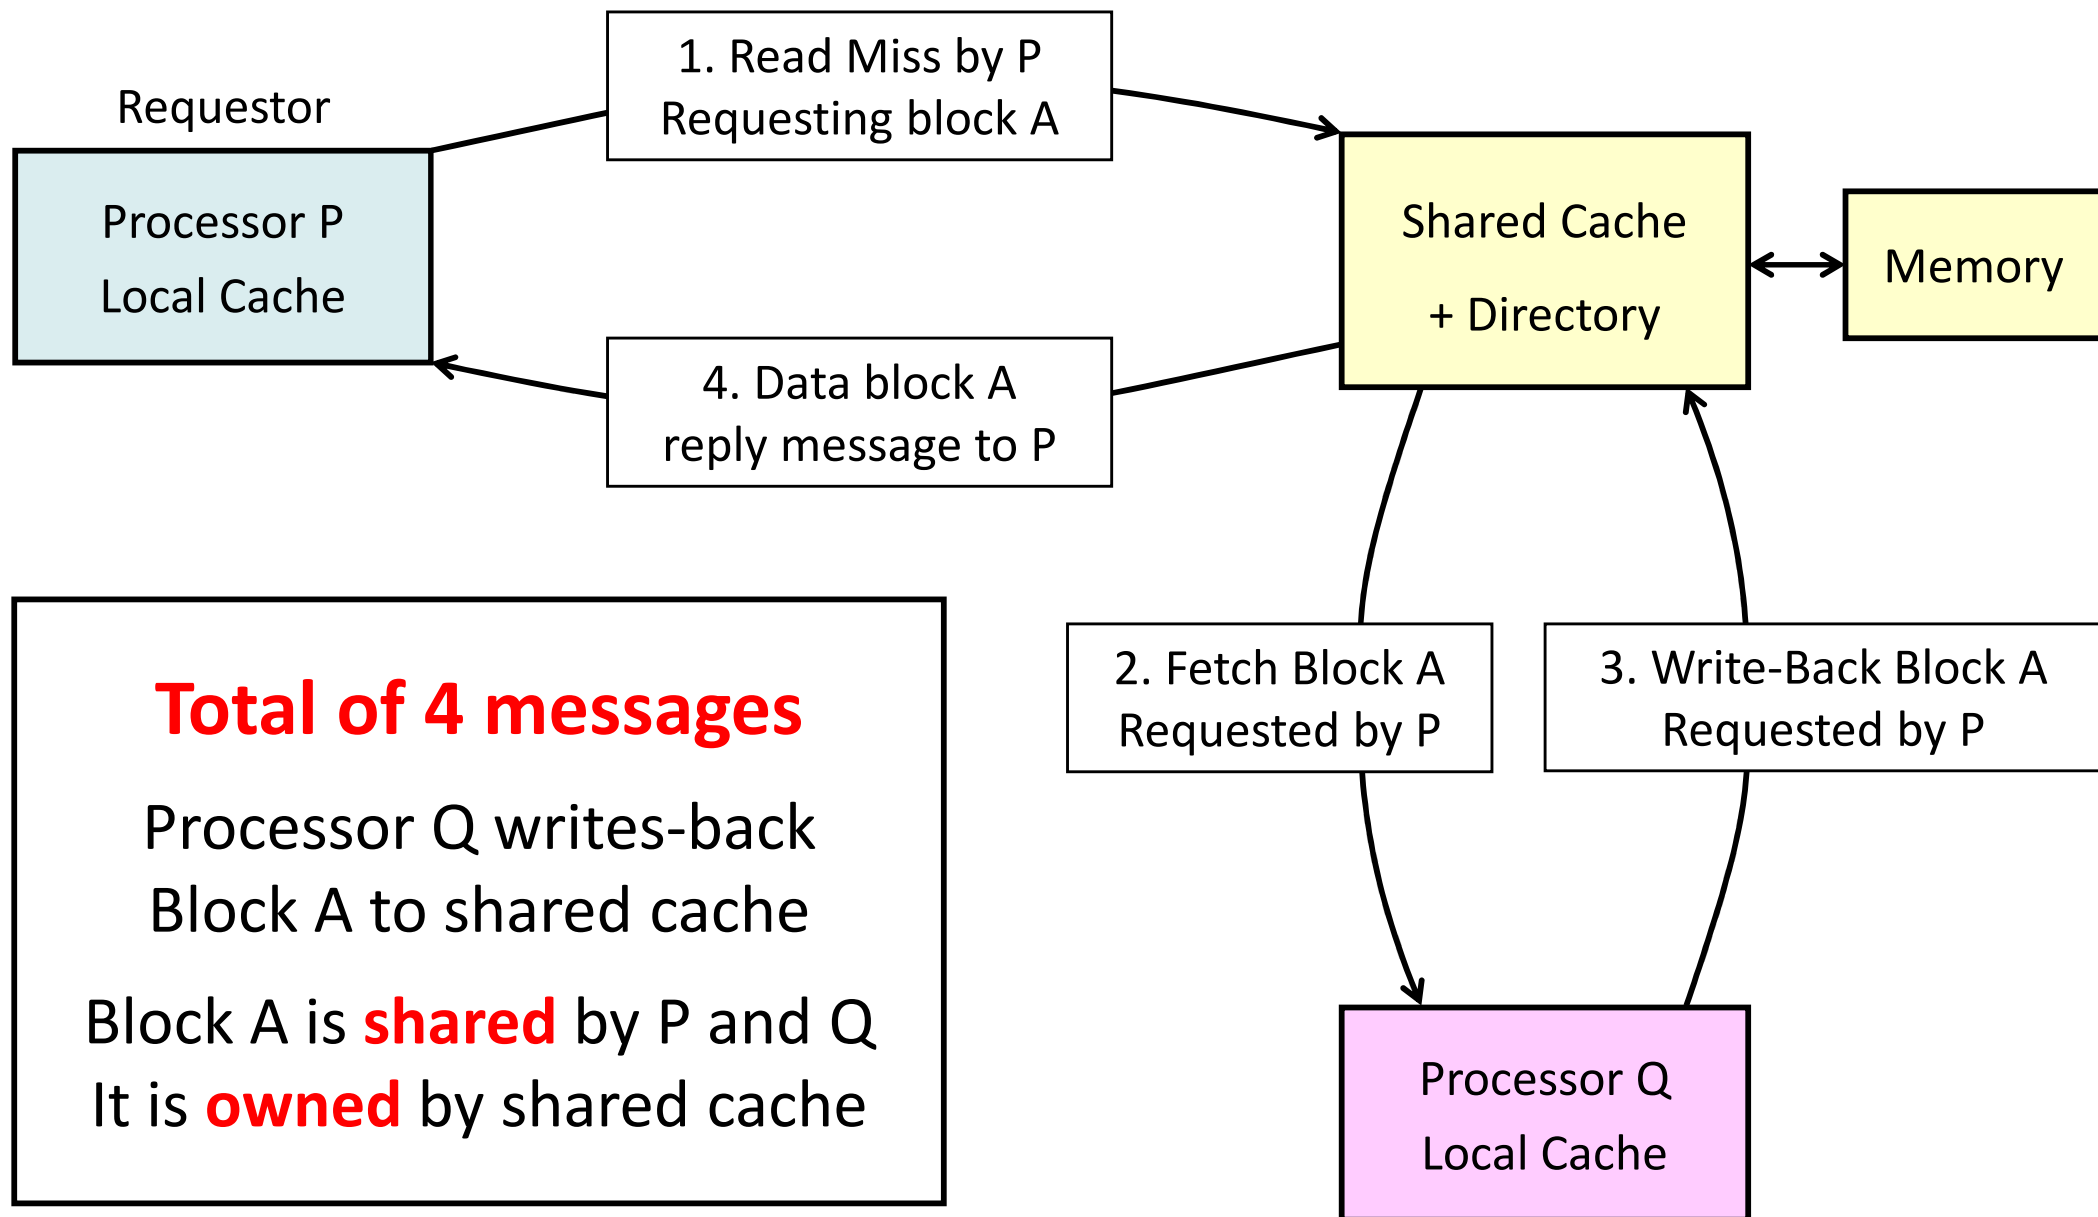 1. Read Miss by P
Requesting block A
Requestor
Processor P
Local Cache
Shared Cache
+ Directory
Memory
4. Data block A
reply message to P
2. Fetch Block A
Requested by P
3. Write-Back Block A
Requested by P
Total of 4 messages
Processor Q writes-back
Block A to shared cache
Block A is shared by P and Q
It is owned by shared cache
Processor Q
Local Cache